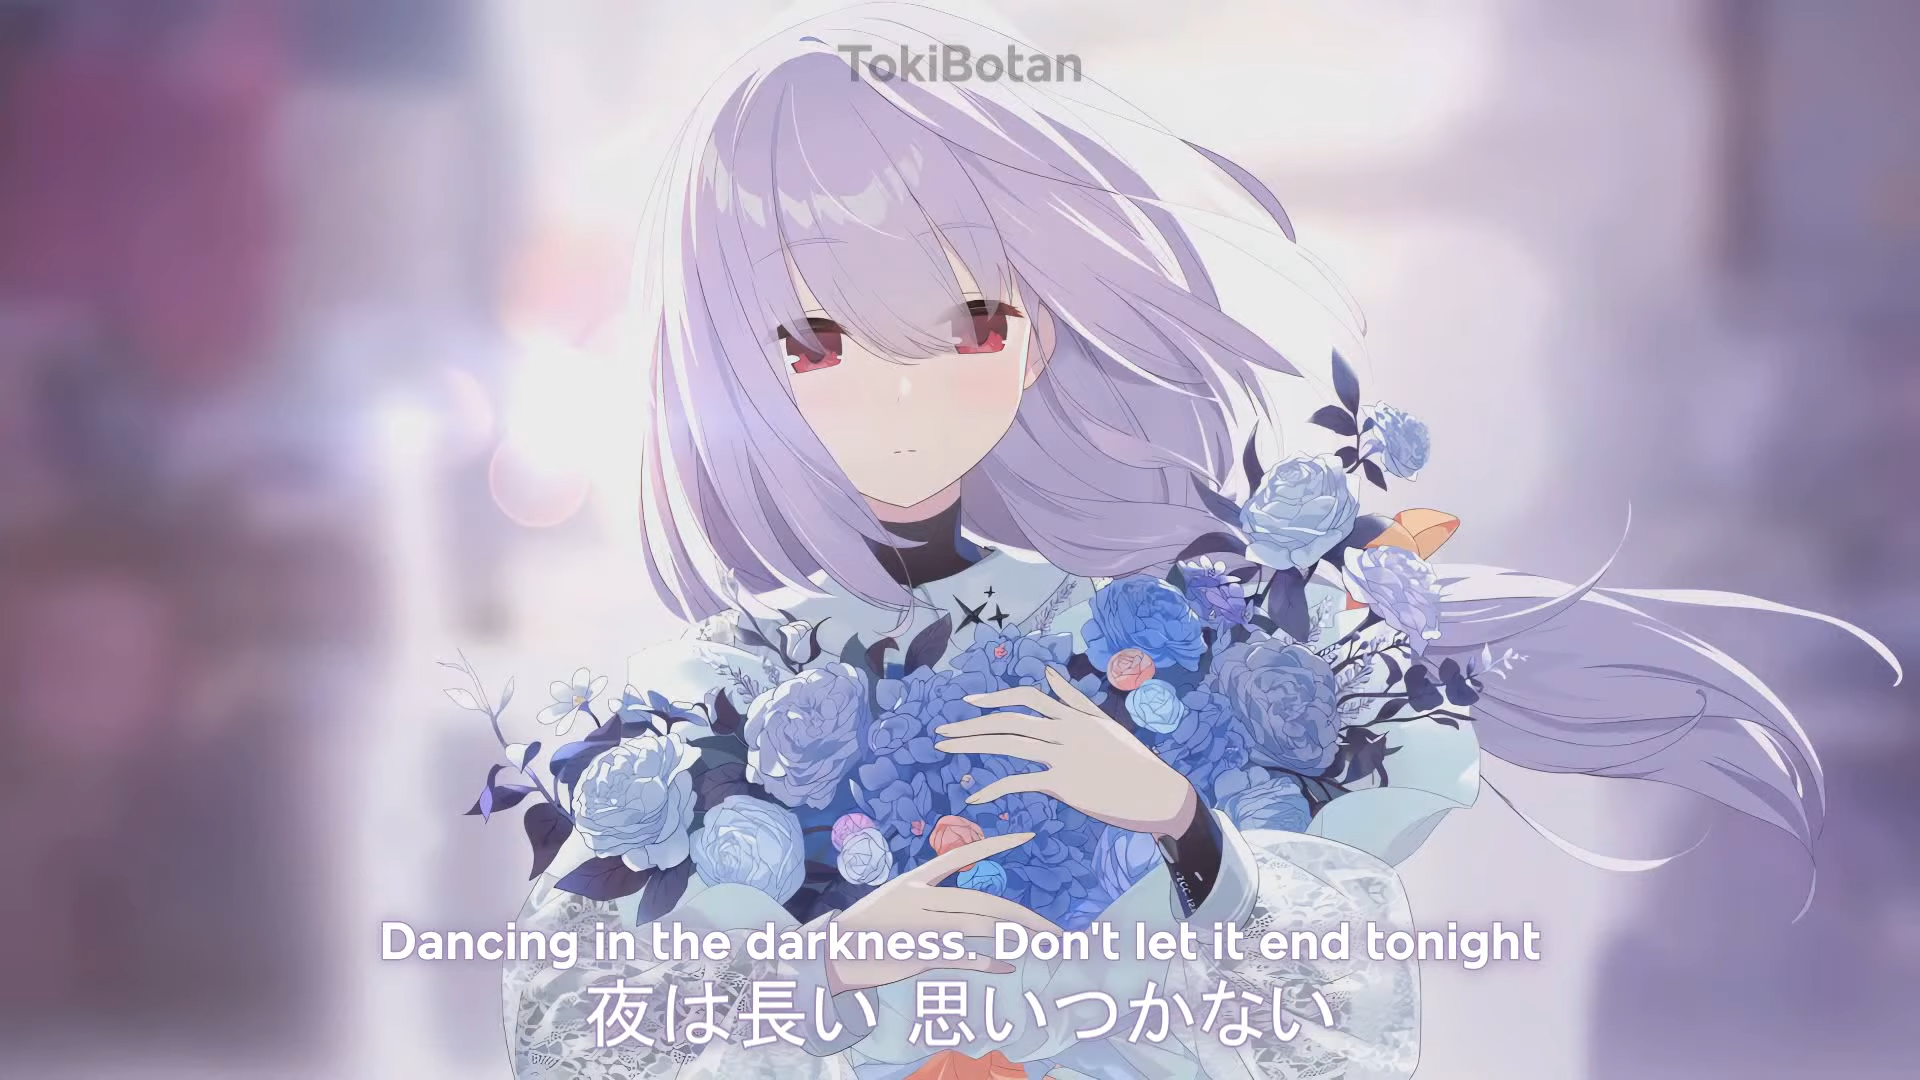 TokiBotan
Dancing in the darkness. Don't let it end tonight
夜は長い 思いつかない